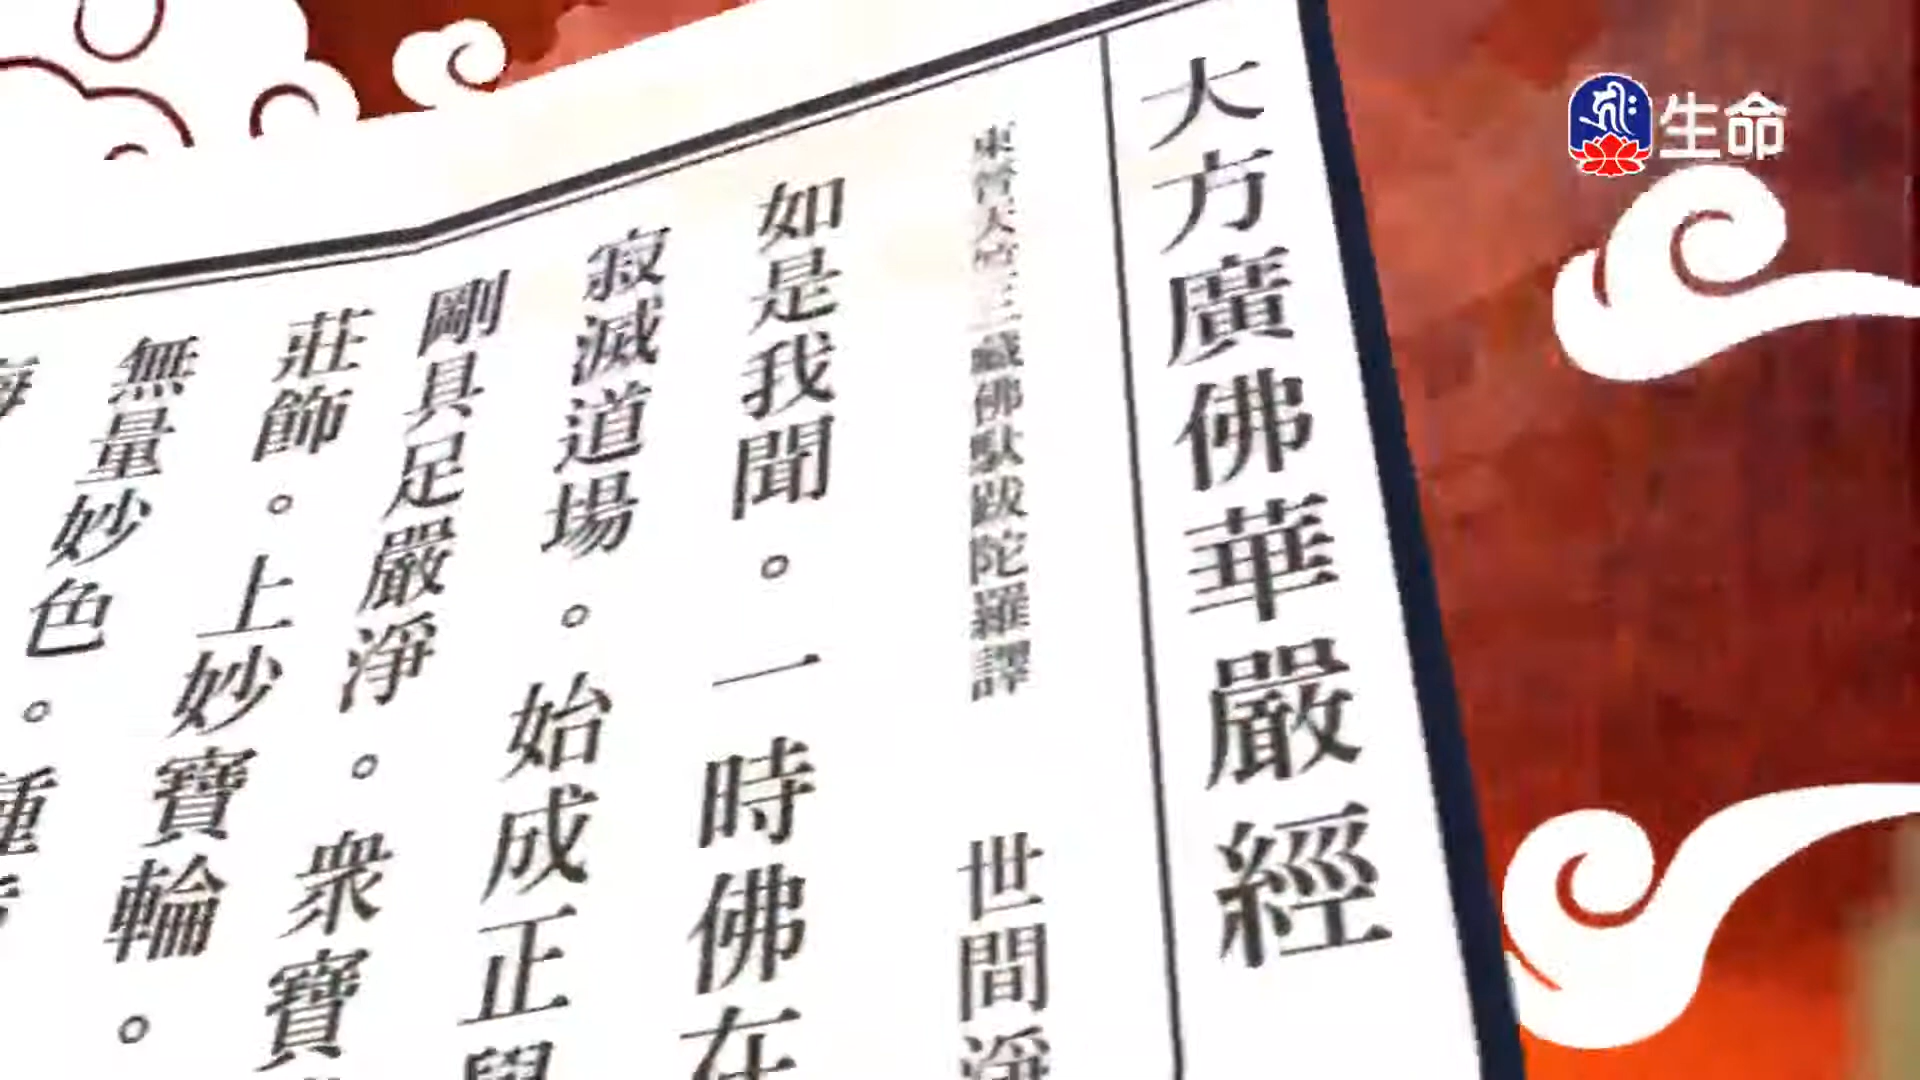 大方廣佛華嚴經
東晉天竺三藏佛馱跋陀羅譯 世間淨
如是我聞。一時佛在
寂滅道場。始成正覺
剛具足嚴淨。衆寶
莊飾。上妙寶輪。
無量妙色。種
海
生命